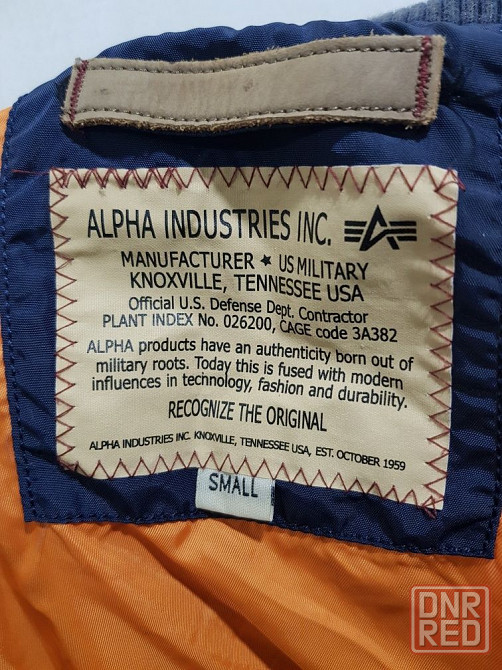 ALPHA INDUSTRIES INC.
MANUFACTURER ★ US MILITARY
KNOXVILLE, TENNESSEE USA
Official U.S. Defense Dept. Contractor
PLANT INDEX No. 026200, CAGE code 3A382
ALPHA products have an authenticity born out of
military roots. Today this is fused with modern
influences in technology, fashion and durability.
RECOGNIZE THE ORIGINAL
ALPHA INDUSTRIES INC. KNOXVILLE, TENNESSEE USA, EST. OCTOBER 1959
SMALL
DNR
RED